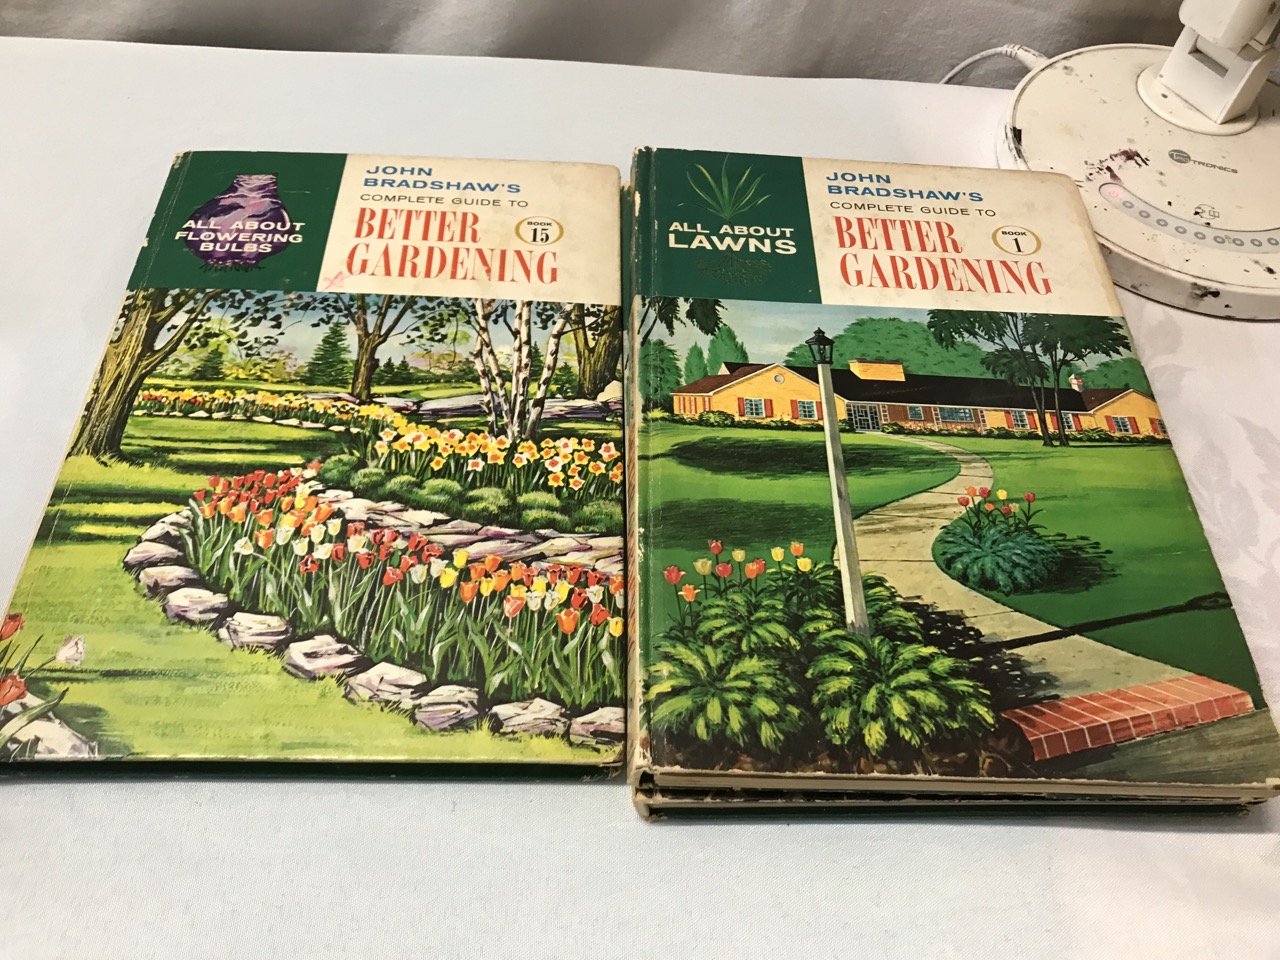 ALL ABOUT
FLOWERING
BULBS
JOHN
BRADSHAW'S
COMPLETE GUIDE TO
BETTER
GARDENING
BOOK
15
ALL ABOUT
LAWNS
JOHN
BRADSHAW'S
COMPLETE GUIDE TO
BETTER
GARDENING
BOOK
1
TRONICS